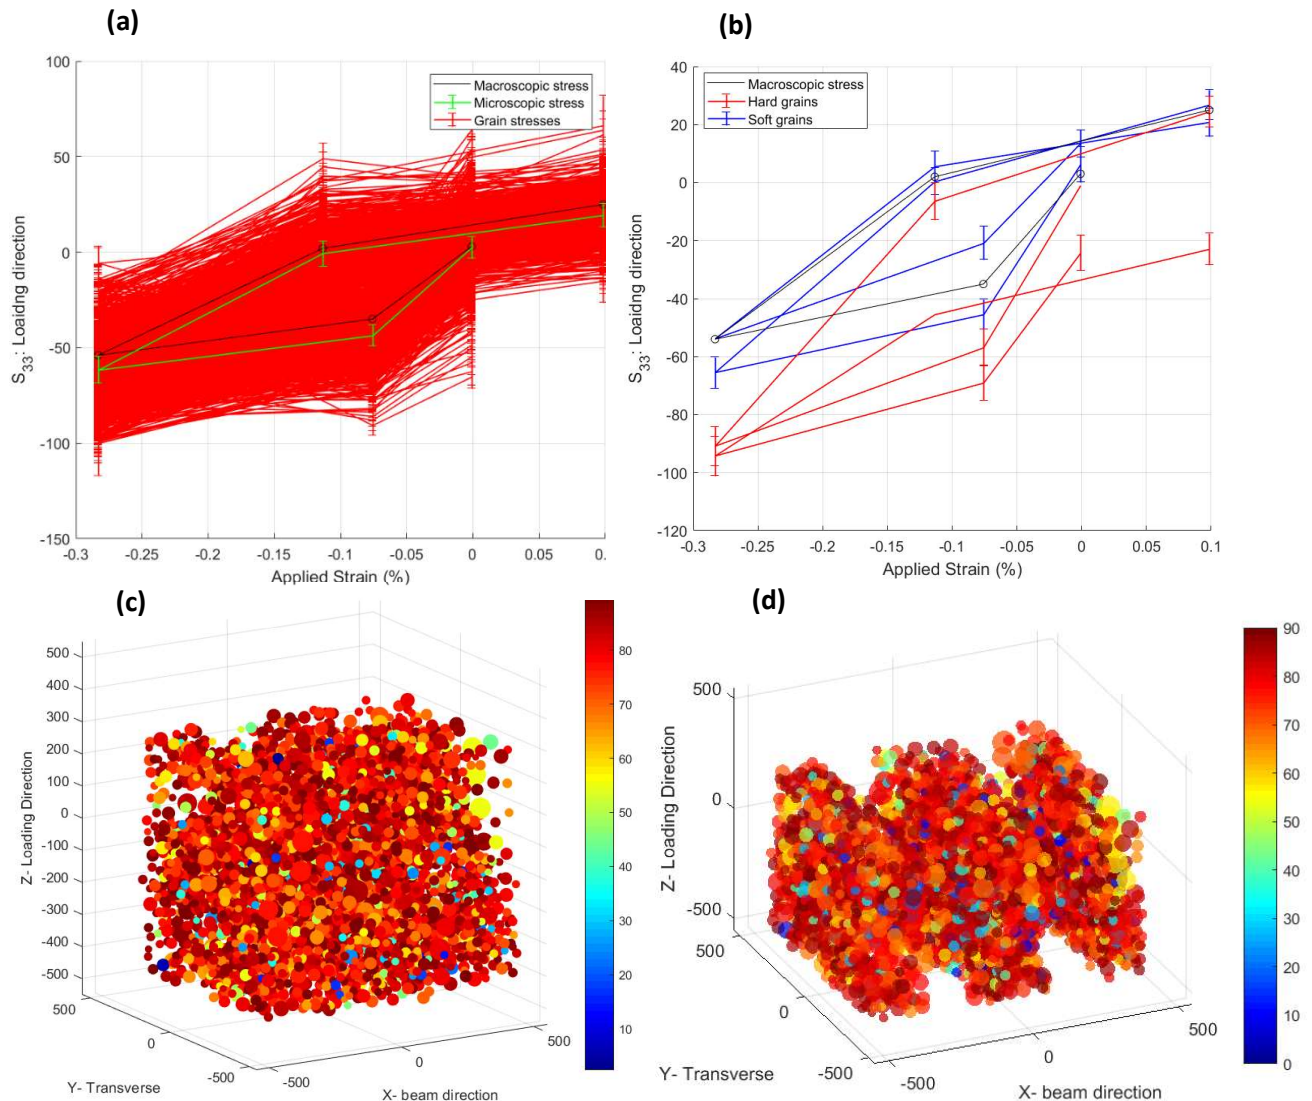 (a)
100
50
0
-50
-100
-150
S33: Loaidng direction
Macroscopic stress
Microscopic stress
Grain stresses
-0.3 -0.25 -0.2 -0.15 -0.1 -0.05 0 0.05 0.
Applied Strain (%)
(b)
40
20
0
-20
-40
-60
-80
-100
-120
S33: Loading direction
Macroscopic stress
Hard grains
Soft grains
-0.3 -0.25 -0.2 -0.15 -0.1 -0.05 0 0.05 0.1
Applied Strain (%)
(c)
500
400
300
200
100
0
-100
-200
-300
-400
-500
Z- Loading Direction
500
0
-500
Y- Transverse
-500
0
500
X- beam direction
80
70
60
50
40
30
20
10
(d)
500
0
-500
Z- Loading Direction
500
0
-500
Y- Transverse
-500
0
500
X- beam direction
90
80
70
60
50
40
30
20
10
0